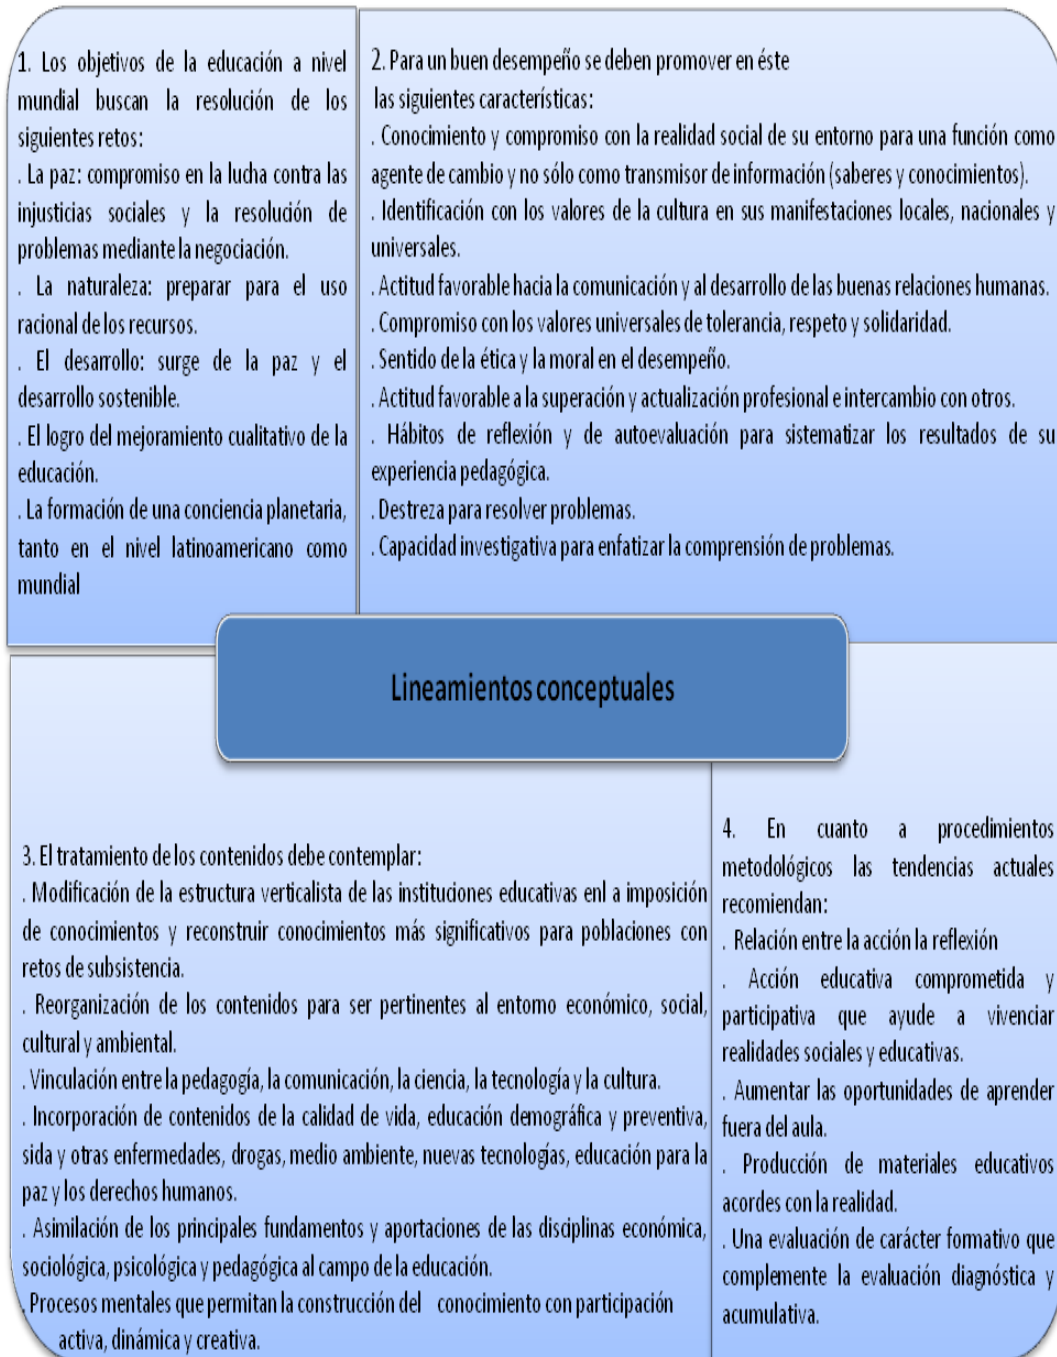 1. Los objetivos de la educación a nivel
mundial buscan la resolución de los
siguientes retos:
. La paz: compromiso en la lucha contra las
injusticias sociales y la resolución de
problemas mediante la negociación.
. La naturaleza: preparar para el uso
racional de los recursos.
. El desarrollo: surge de la paz y el
desarrollo sostenible.
. El logro del mejoramiento cualitativo de la
educación.
. La formación de una conciencia planetaria,
tanto en el nivel latinoamericano como
mundial
2. Para un buen desempeño se deben promover en éste
las siguientes características:
. Conocimiento y compromiso con la realidad social de su entorno para una función como
agente de cambio y no sólo como transmisor de información (saberes y conocimientos).
. Identificación con los valores de la cultura en sus manifestaciones locales, nacionales y
universales.
. Actitud favorable hacia la comunicación y al desarrollo de las buenas relaciones humanas.
. Compromiso con los valores universales de tolerancia, respeto y solidaridad.
. Sentido de la ética y la moral en el desempeño.
. Actitud favorable a la superación y actualización profesional e intercambio con otros.
. Hábitos de reflexión y de autoevaluación para sistematizar los resultados de su
experiencia pedagógica.
. Destreza para resolver problemas.
. Capacidad investigativa para enfatizar la comprensión de problemas.
Lineamientos conceptuales
3. El tratamiento de los contenidos debe contemplar:
. Modificación de la estructura verticalista de las instituciones educativas enl a imposición
de conocimientos y reconstruir conocimientos más significativos para poblaciones con
retos de subsistencia.
. Reorganización de los contenidos para ser pertinentes al entorno económico, social,
cultural y ambiental.
. Vinculación entre la pedagogía, la comunicación, la ciencia, la tecnología y la cultura.
. Incorporación de contenidos de la calidad de vida, educación demográfica y preventiva,
sida y otras enfermedades, drogas, medio ambiente, nuevas tecnologías, educación para la
paz y los derechos humanos.
. Asimilación de los principales fundamentos y aportaciones de las disciplinas económica,
sociológica, psicológica y pedagógica al campo de la educación.
. Procesos mentales que permitan la construcción del conocimiento con participación
activa, dinámica y creativa.
4. En cuanto a procedimientos
metodológicos las tendencias actuales
recomiendan:
. Relación entre la acción la reflexión
. Acción educativa comprometida y
participativa que ayude a vivenciar
realidades sociales y educativas.
. Aumentar las oportunidades de aprender
fuera del aula.
. Producción de materiales educativos
acordes con la realidad.
. Una evaluación de carácter formativo que
complemente la evaluación diagnóstica y
acumulativa.